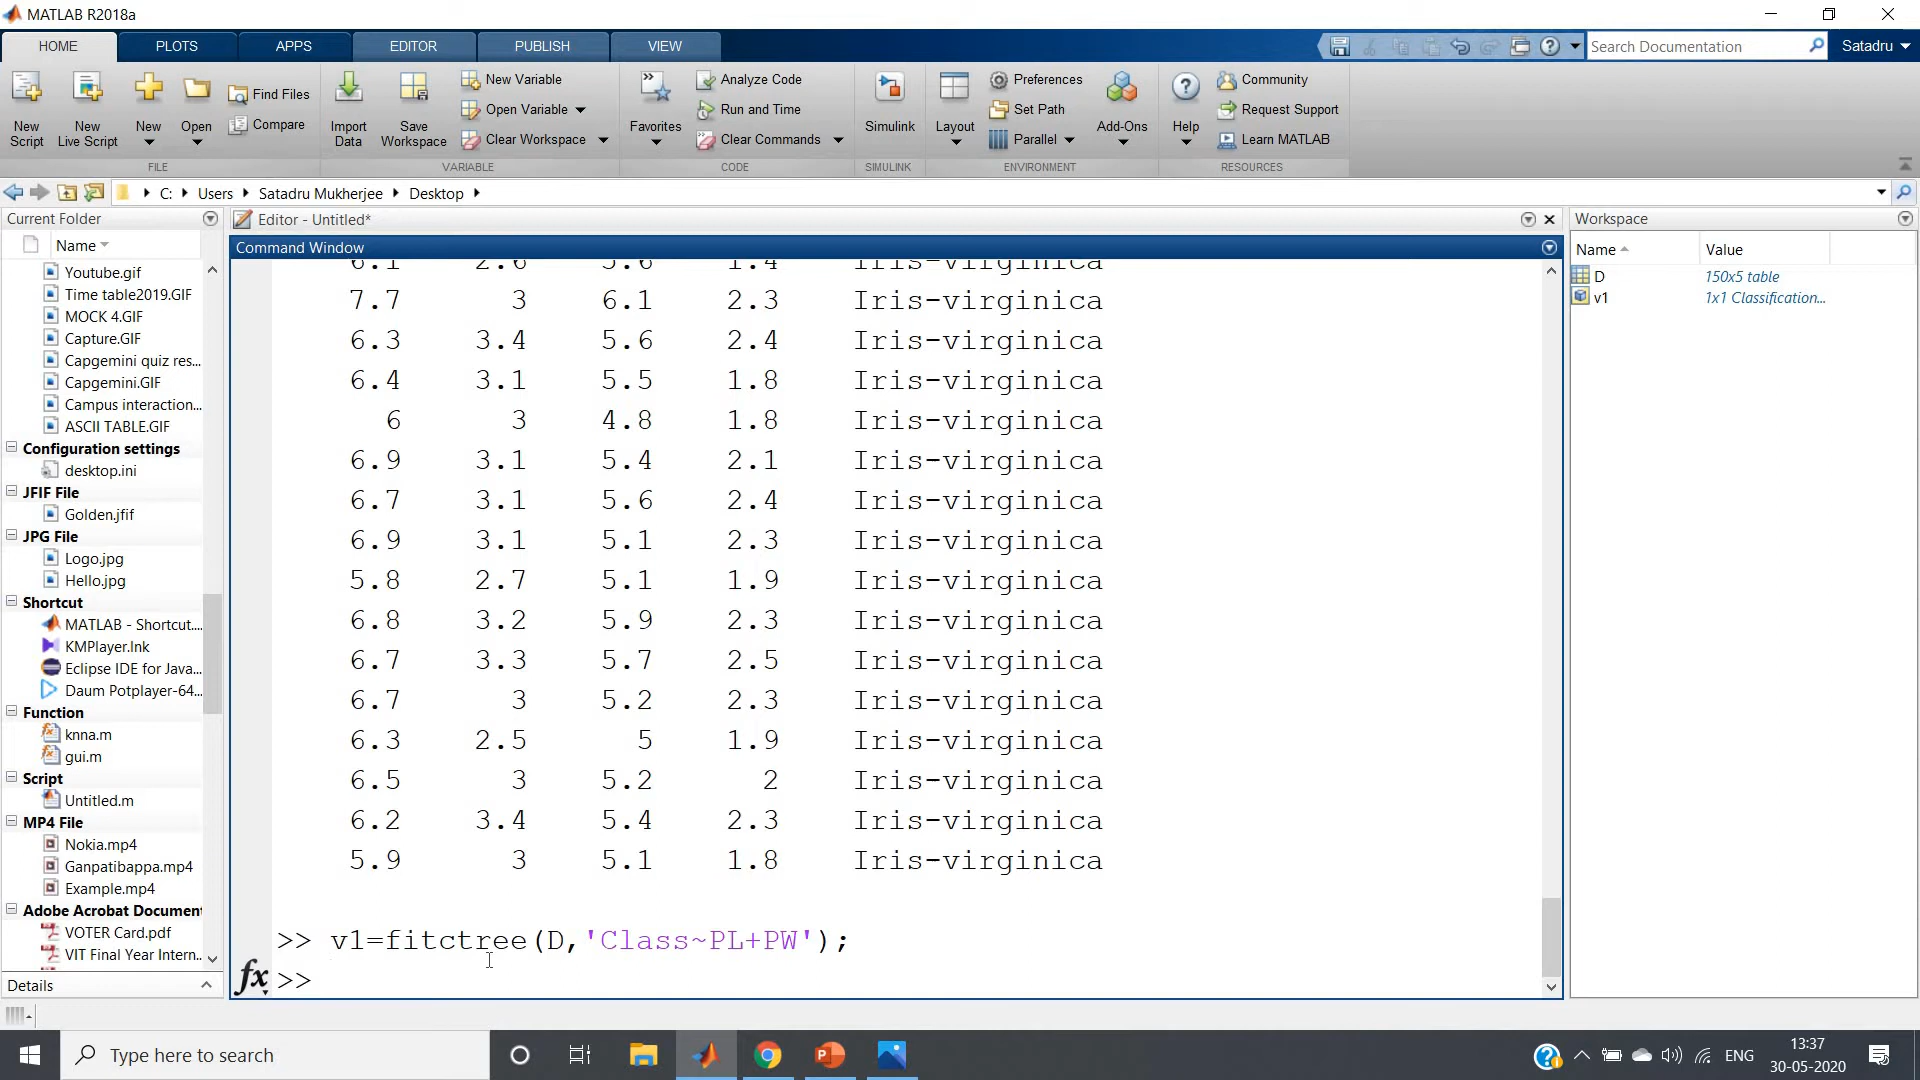 MATLAB R2018a
HOME PLOTS APPS EDITOR PUBLISH VIEW
Search Documentation
Satadru
New Script
New Live Script
New
Open
Find Files
Compare
FILE
Import Data
Save Workspace
New Variable
Open Variable
Clear Workspace
VARIABLE
Favorites
Analyze Code
Run and Time
Clear Commands
CODE
Simulink
SIMULINK
Layout
Preferences
Set Path
Parallel
Add-Ons
ENVIRONMENT
Help
Community
Request Support
Learn MATLAB
RESOURCES
C: Users Satadru Mukherjee Desktop
Current Folder
Name
Youtube.gif
Time table2019.GIF
MOCK 4.GIF
Capture.GIF
Capgemini quiz res...
Capgemini.GIF
Campus interaction...
ASCII TABLE.GIF
Configuration settings
desktop.ini
JFIF File
Golden.jfif
JPG File
Logo.jpg
Hello.jpg
Shortcut
MATLAB - Shortcut....
KMPlayer.lnk
Eclipse IDE for Java...
Daum Potplayer-64...
Function
knna.m
gui.m
Script
Untitled.m
MP4 File
Nokia.mp4
Ganpatibappa.mp4
Example.mp4
Adobe Acrobat Document
VOTER Card.pdf
VIT Final Year Intern...
Details
Editor - Untitled*
Command Window
6.1 2.6 5.6 1.4 Iris-virginica
7.7 3 6.1 2.3 Iris-virginica
6.3 3.4 5.6 2.4 Iris-virginica
6.4 3.1 5.5 1.8 Iris-virginica
6 3 4.8 1.8 Iris-virginica
6.9 3.1 5.4 2.1 Iris-virginica
6.7 3.1 5.6 2.4 Iris-virginica
6.9 3.1 5.1 2.3 Iris-virginica
5.8 2.7 5.1 1.9 Iris-virginica
6.8 3.2 5.9 2.3 Iris-virginica
6.7 3.3 5.7 2.5 Iris-virginica
6.7 3 5.2 2.3 Iris-virginica
6.3 2.5 5 1.9 Iris-virginica
6.5 3 5.2 2 Iris-virginica
6.2 3.4 5.4 2.3 Iris-virginica
5.9 3 5.1 1.8 Iris-virginica
>> v1=fitctree(D,'Class~PL+PW');
fx >>
Workspace
Name Value
D 150x5 table
v1 1x1 Classification...
Type here to search
ENG
13:37
30-05-2020